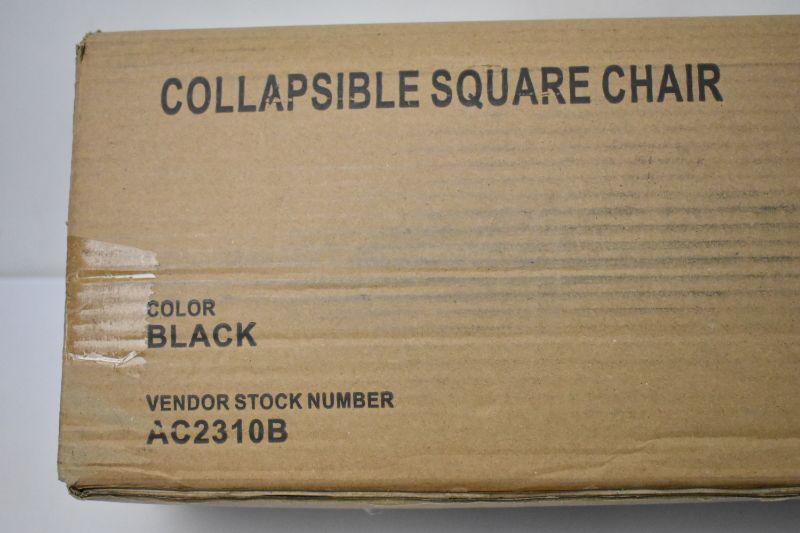 COLLAPSIBLE SQUARE CHAIR
COLOR
BLACK
VENDOR STOCK NUMBER
AC2310B